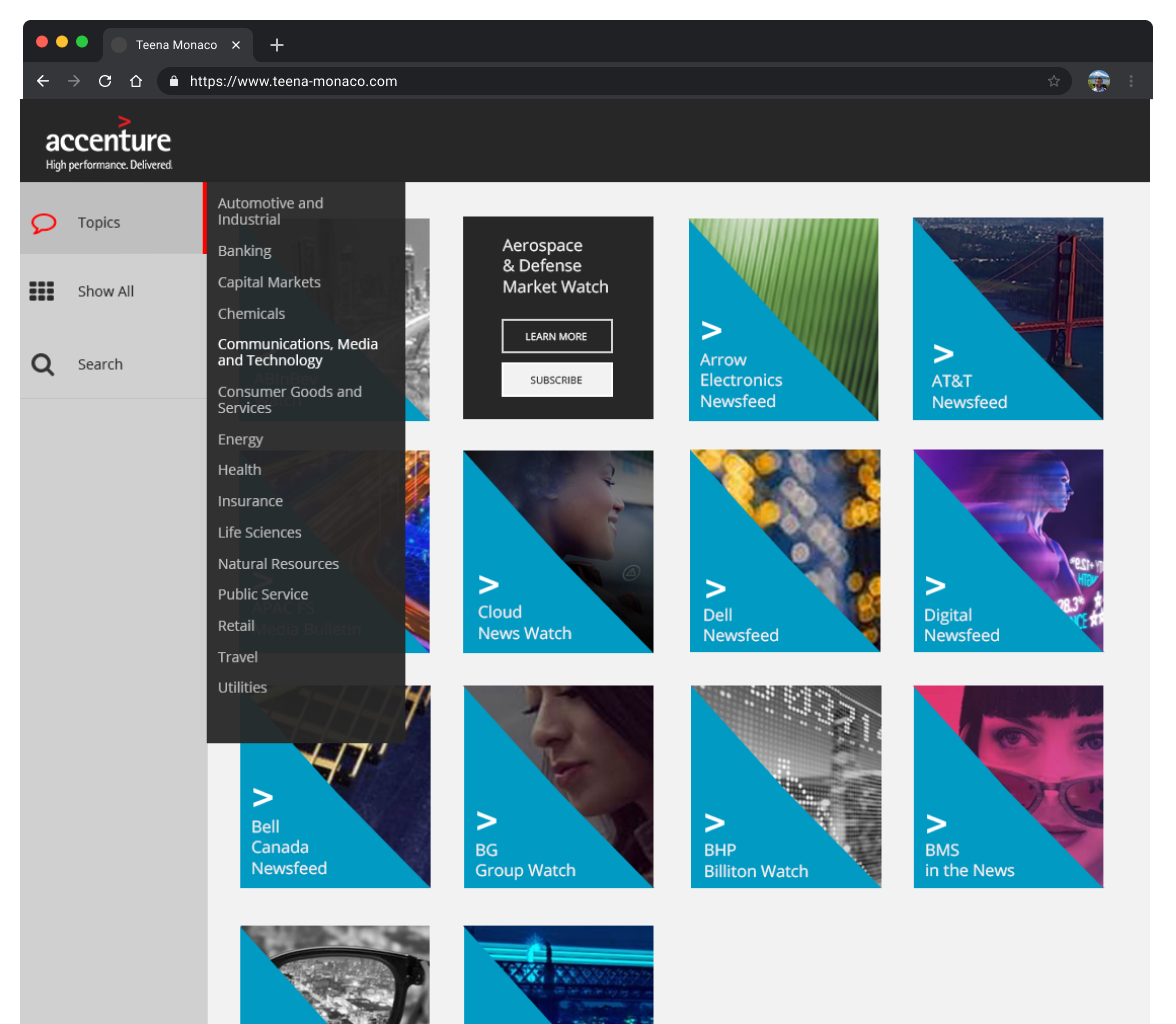 Teena Monaco
https://www.teena-monaco.com
accenture
High performance. Delivered.
Topics
Show All
Search
Automotive and
Industrial
Banking
Capital Markets
Chemicals
Communications, Media
and Technology
Consumer Goods and
Services
Energy
Health
Insurance
Life Sciences
Natural Resources
Public Service
Retail
Travel
Utilities
Aerospace
& Defense
Market Watch
LEARN MORE
SUBSCRIBE
>
Arrow
Electronics
Newsfeed
>
AT&T
Newsfeed
APAC FS
Media Bulletin
>
Cloud
News Watch
>
Dell
Newsfeed
>
Digital
Newsfeed
>
Bell
Canada
Newsfeed
>
BG
Group Watch
>
BHP
Billiton Watch
>
BMS
in the News